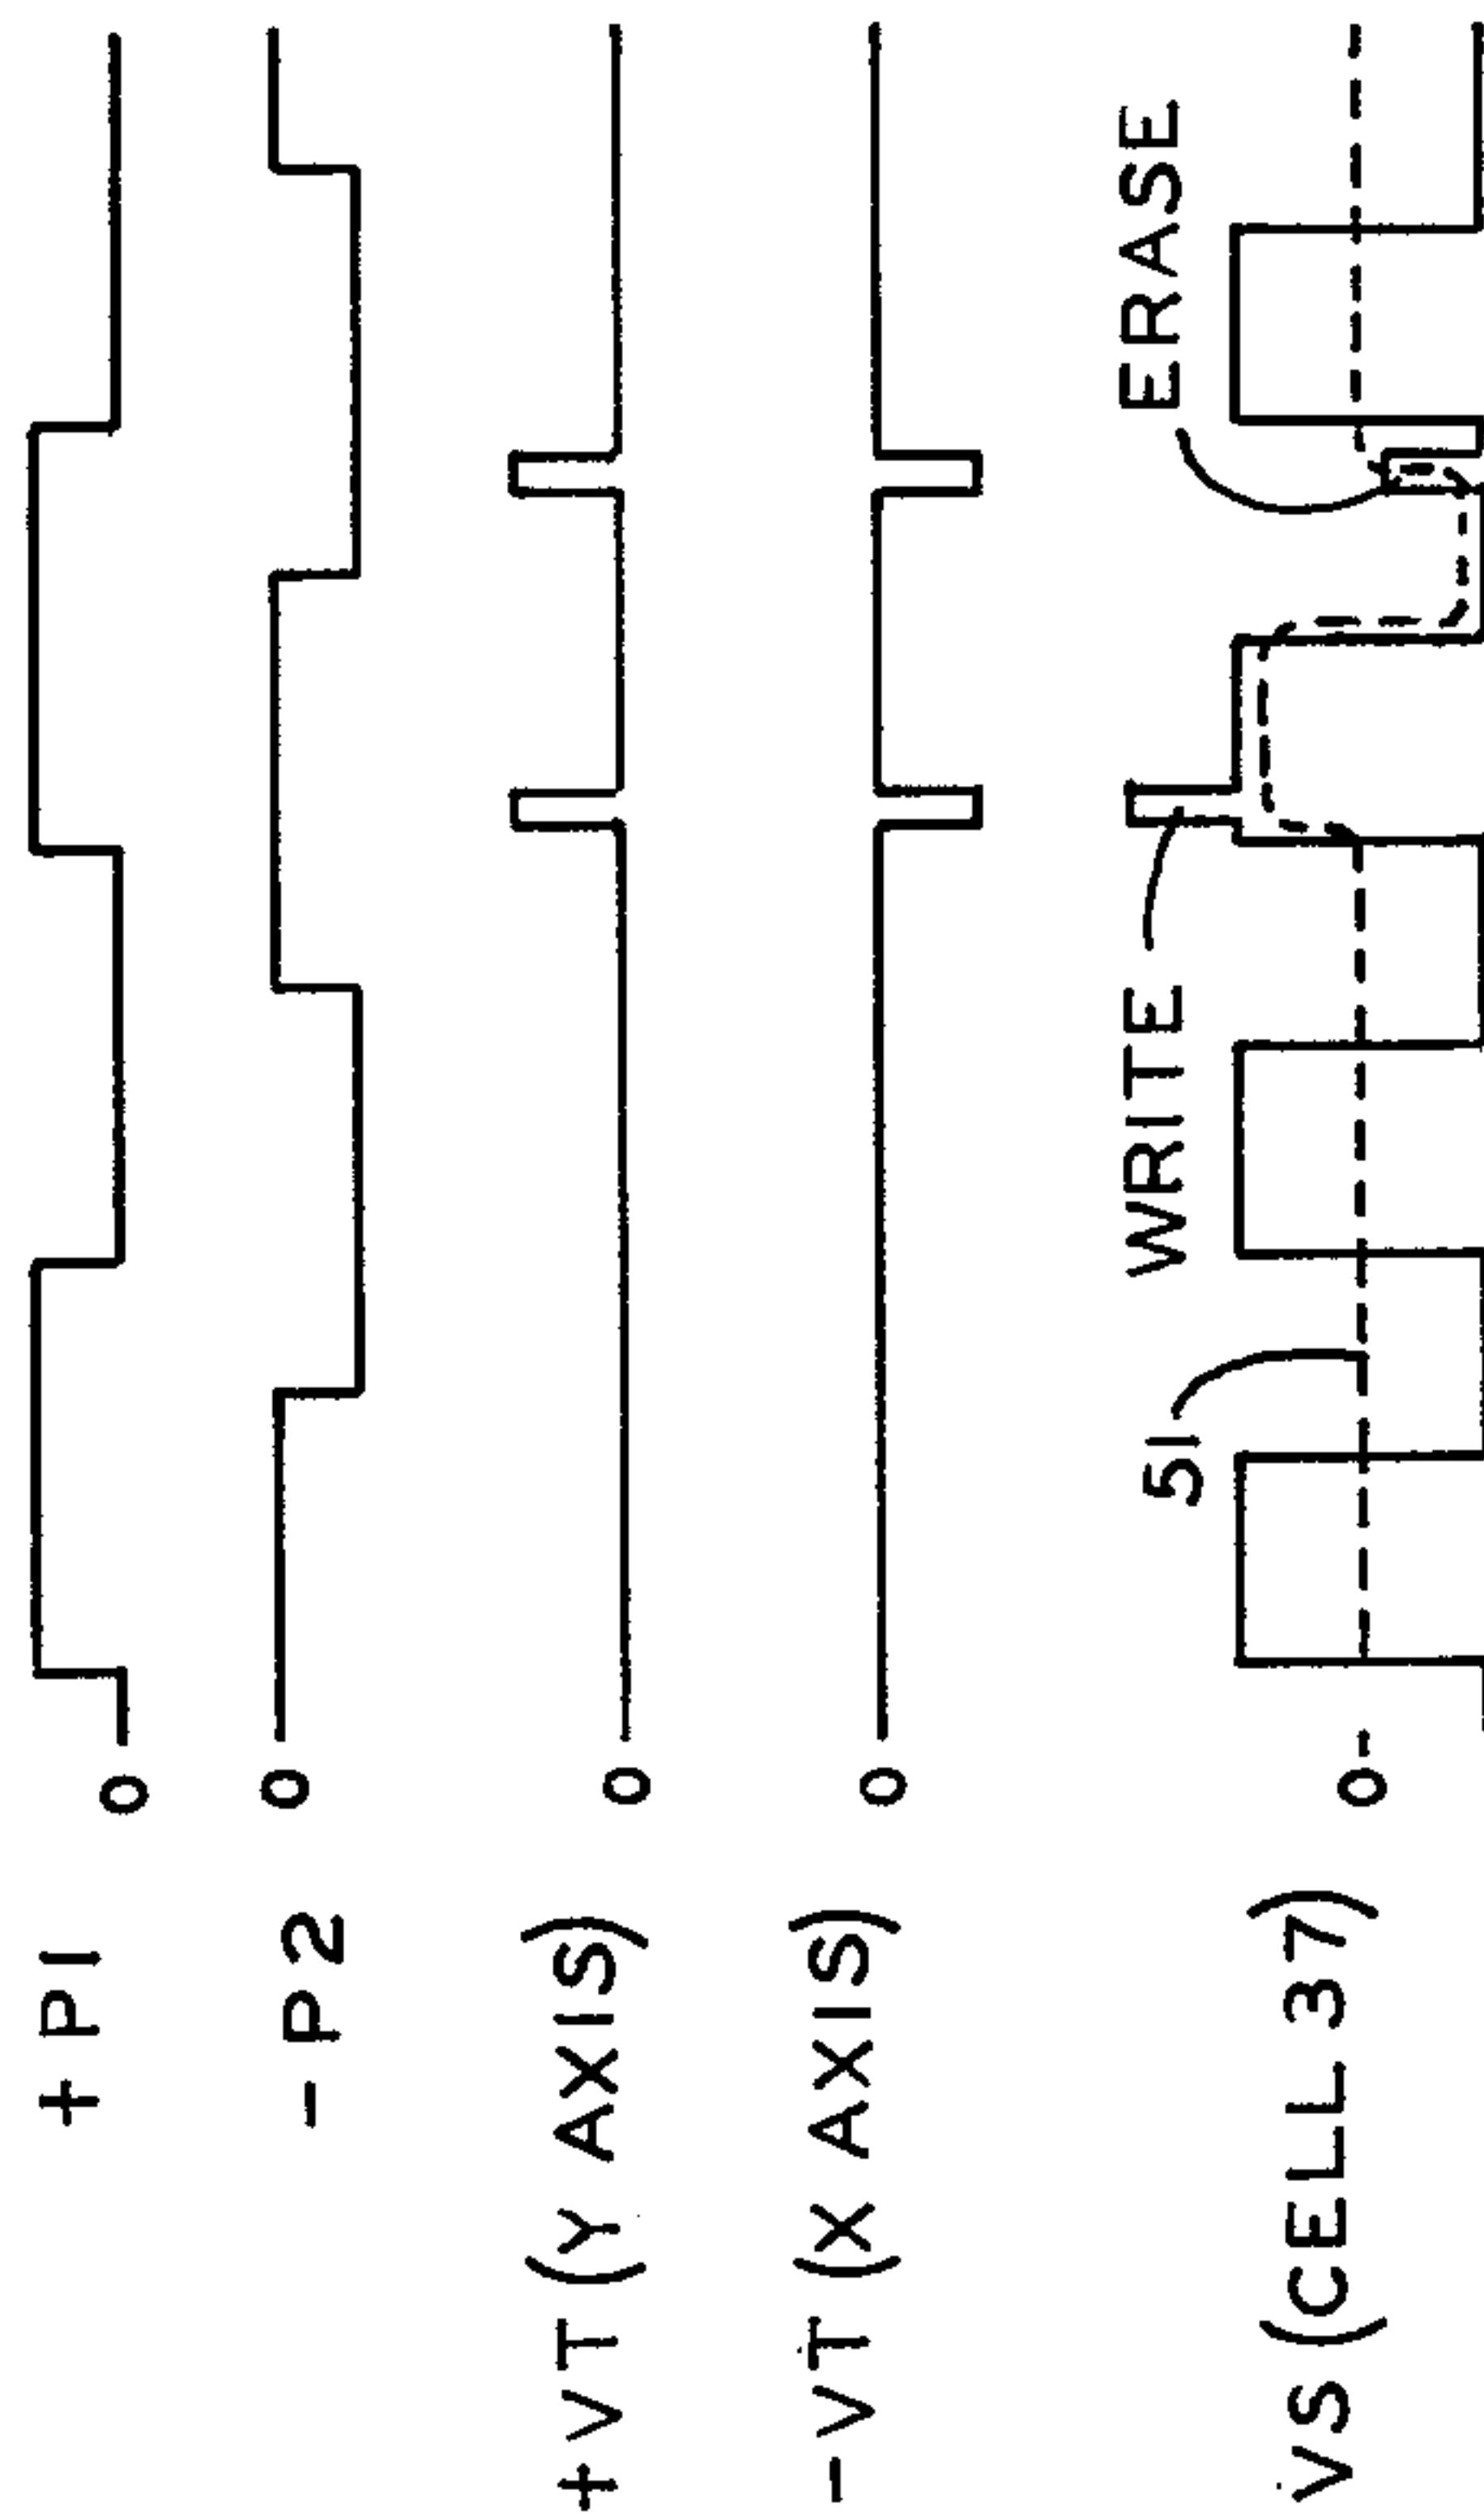 + P1 0
- P2 0
+ VT (Y AXIS) 0
- VT (X AXIS) 0
51 WRITE ERASE
VS (CELL 37) 0